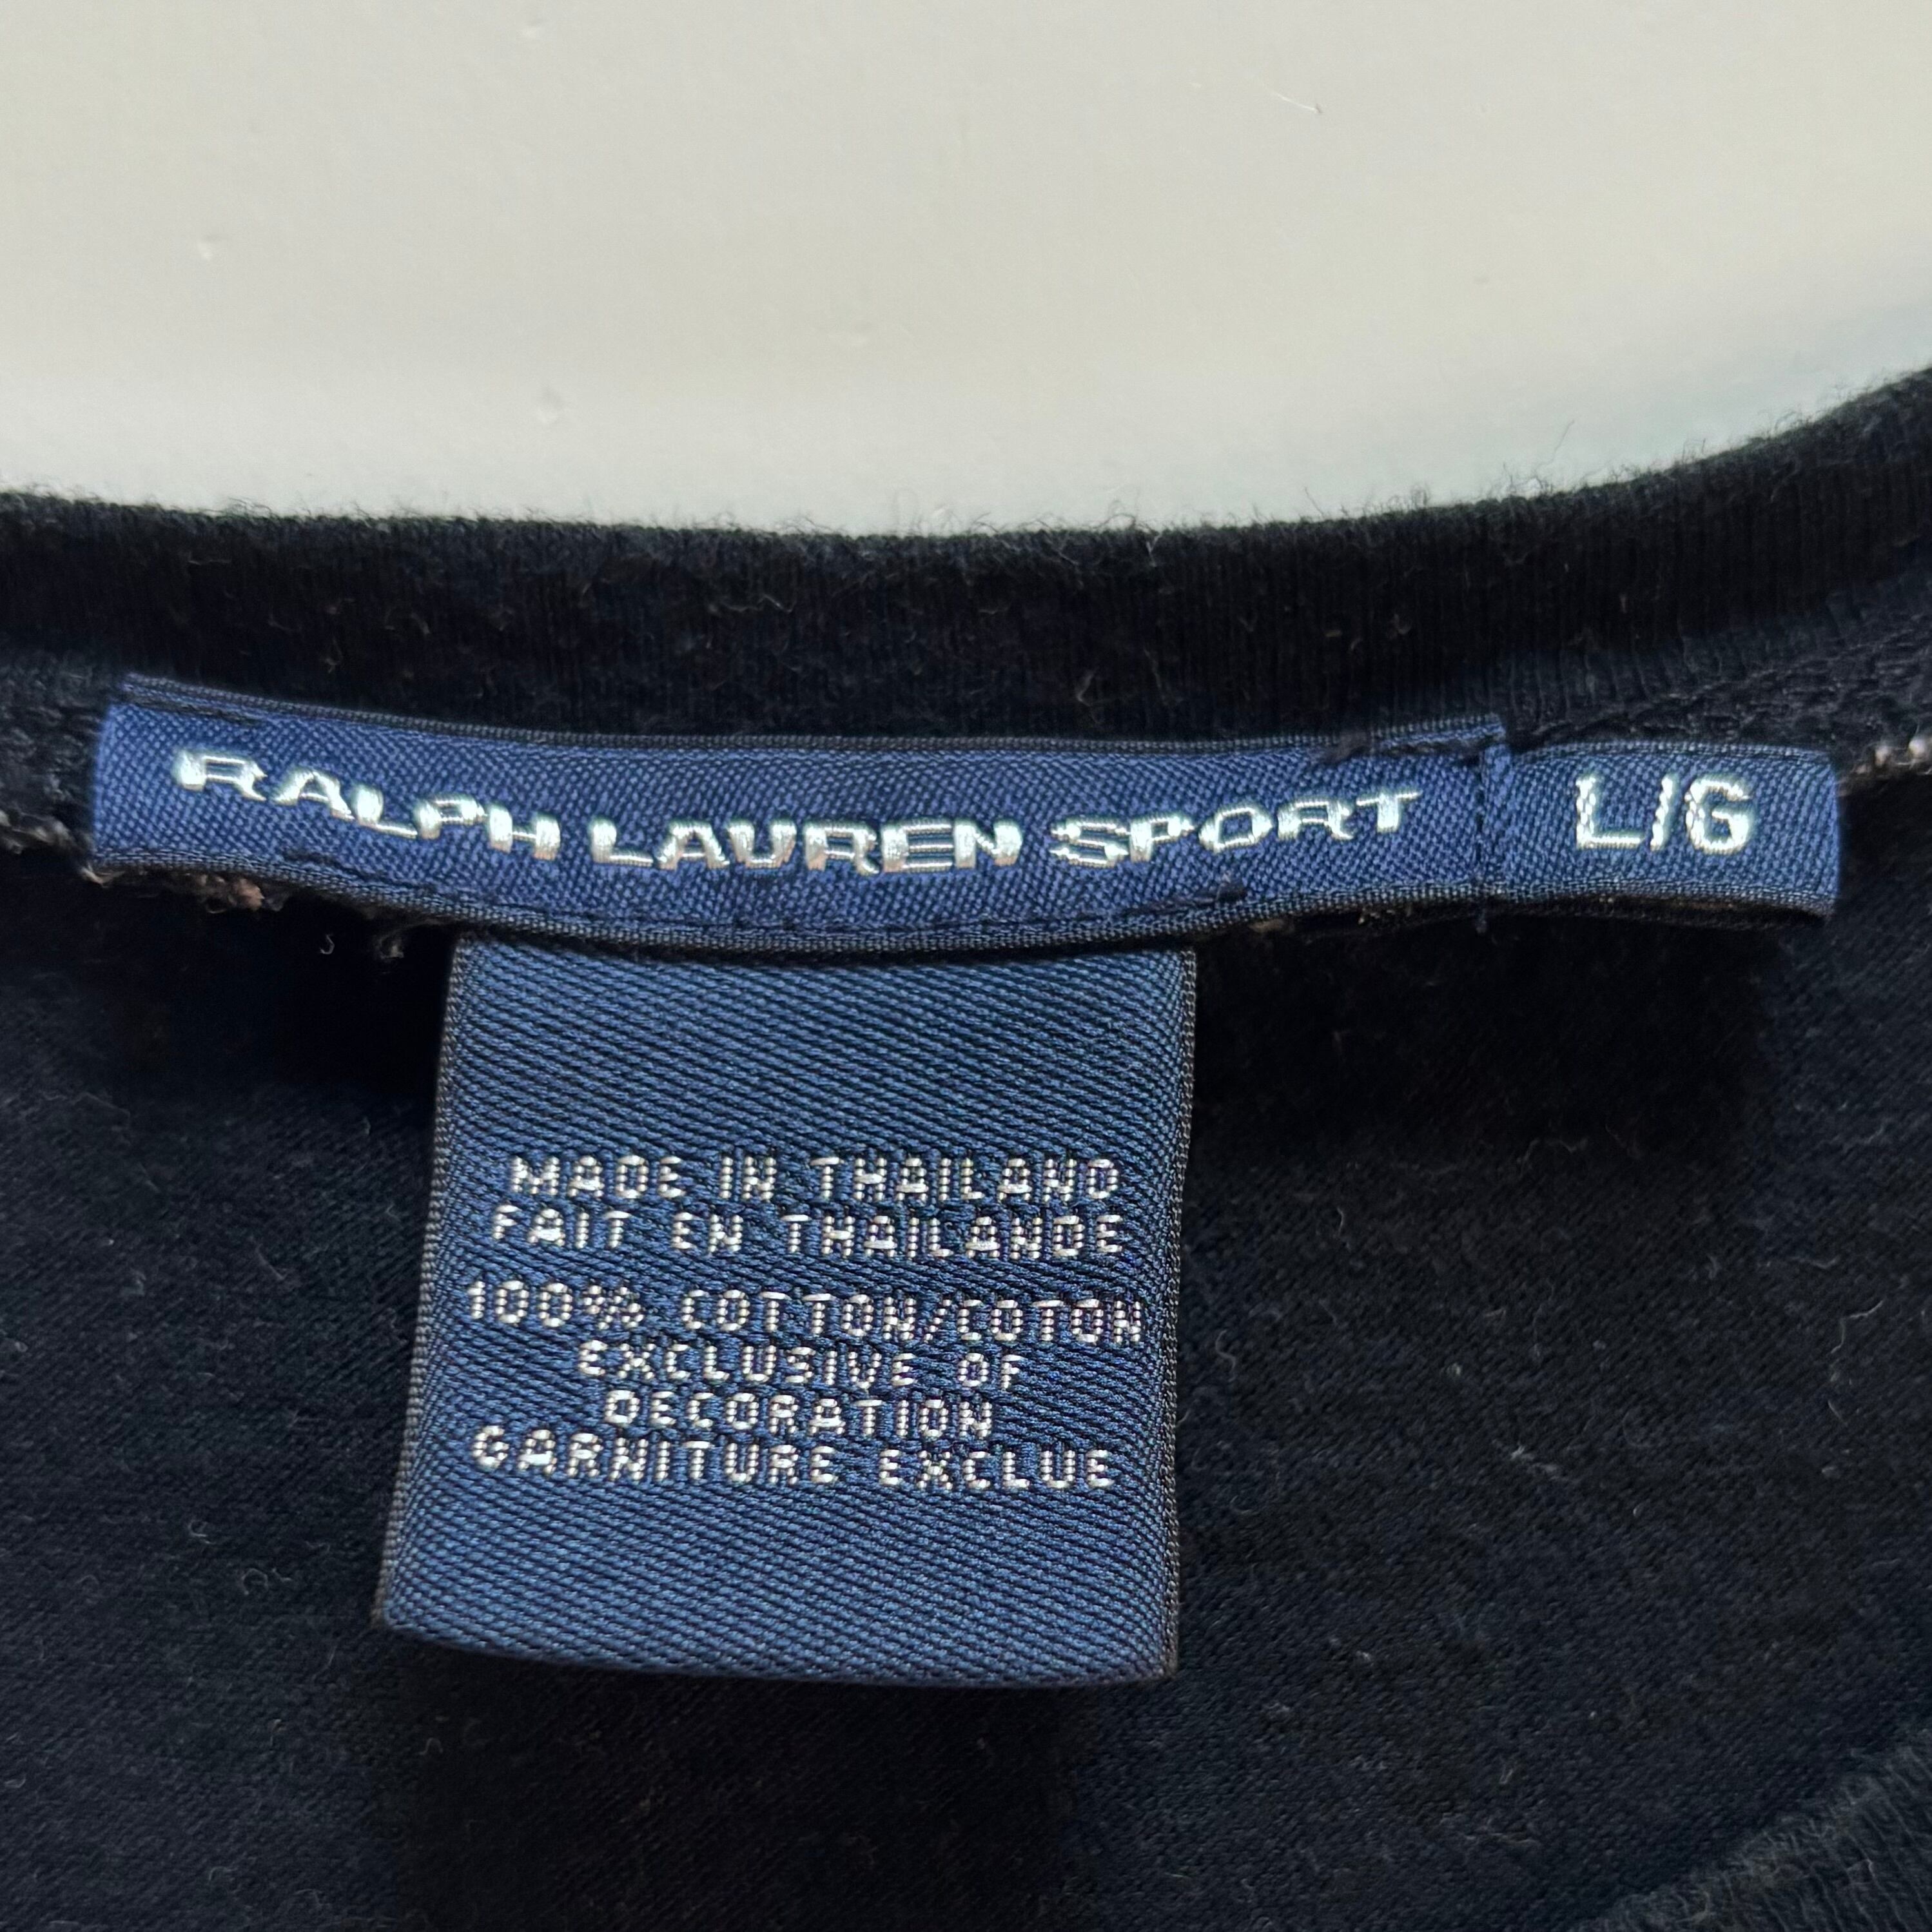 RALPH LAUREN SPORT L/G
MADE IN THAILAND
FAIT EN THAILANDE
100% COTTON/COTON
EXCLUSIVE OF
DECORATION
GARNITURE EXCLUE